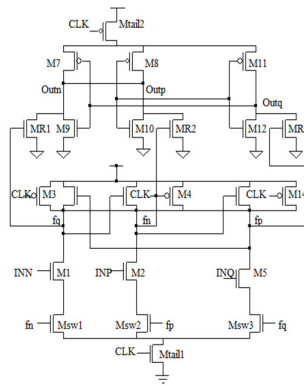 CLK Mtail2
M7 M8 M11
Outn Outp Outq
MR1 M9 M10 MR2 M12 MR
CLK M3 CLK M4 CLK M14
fq fn fp
INN M1 INP M2 INQ M5
fn Msw1 Msw2 fp Msw3 fq
CLK Mtail1